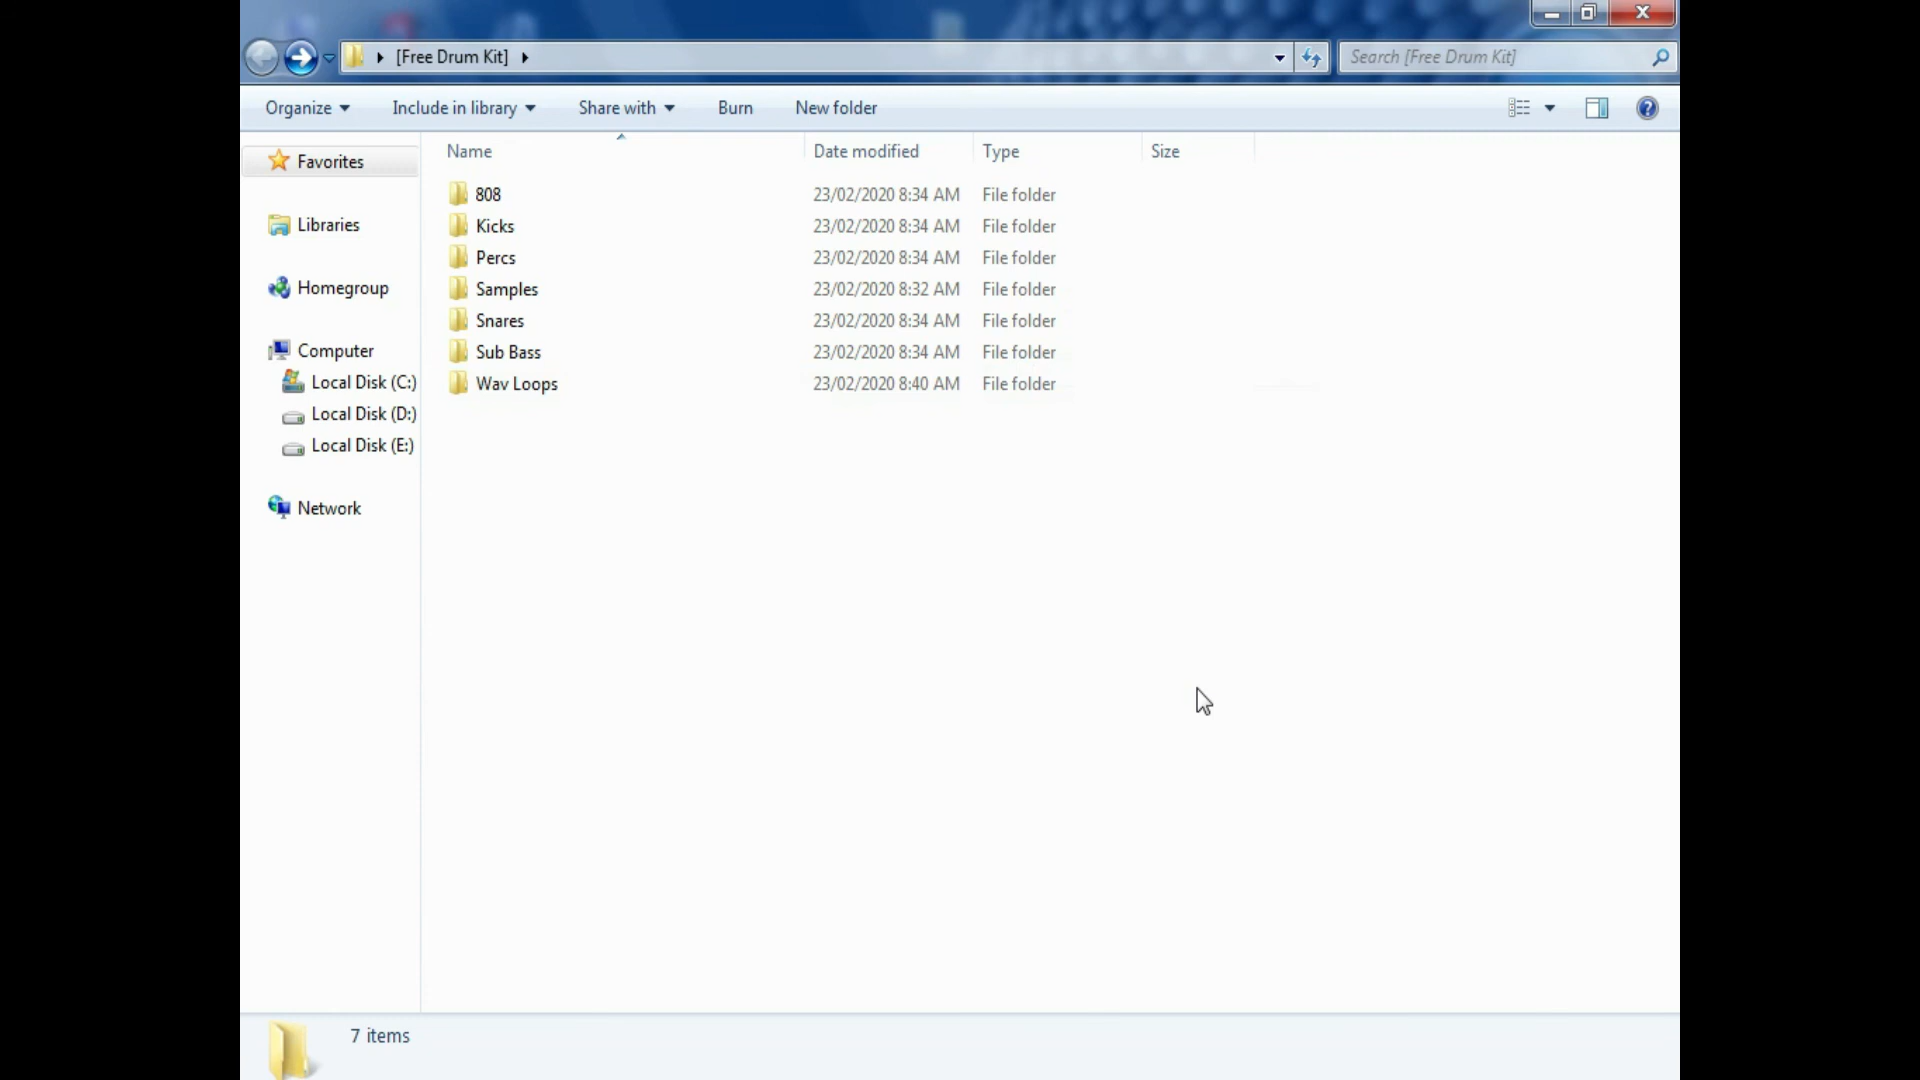 [Free Drum Kit]
Search [Free Drum Kit]
Organize Include in library Share with Burn New folder
Name Date modified Type Size
Favorites
Libraries
Homegroup
Computer
Local Disk (C:)
Local Disk (D:)
Local Disk (E:)
Network
808 23/02/2020 8:34 AM File folder
Kicks 23/02/2020 8:34 AM File folder
Percs 23/02/2020 8:34 AM File folder
Samples 23/02/2020 8:32 AM File folder
Snares 23/02/2020 8:34 AM File folder
Sub Bass 23/02/2020 8:34 AM File folder
Wav Loops 23/02/2020 8:40 AM File folder
7 items